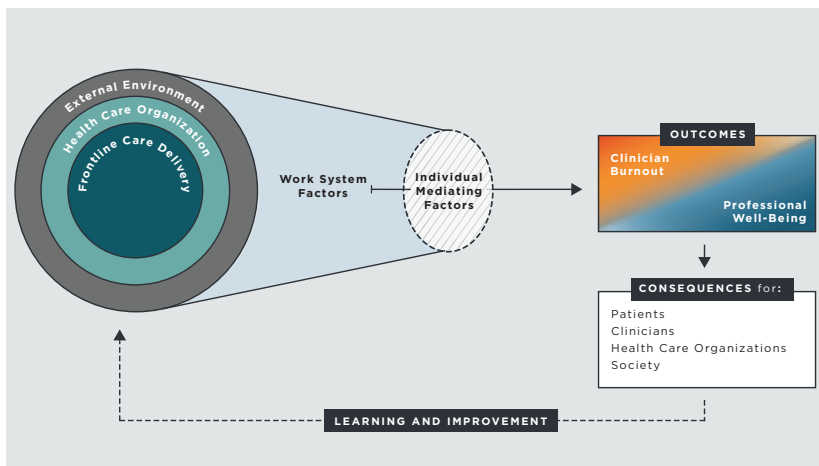 External Environment
Health Care Organization
Frontline Care Delivery
Work System
Factors
Individual
Mediating
Factors
OUTCOMES
Clinician
Burnout
Professional
Well-Being
CONSEQUENCES for:
Patients
Clinicians
Health Care Organizations
Society
LEARNING AND IMPROVEMENT